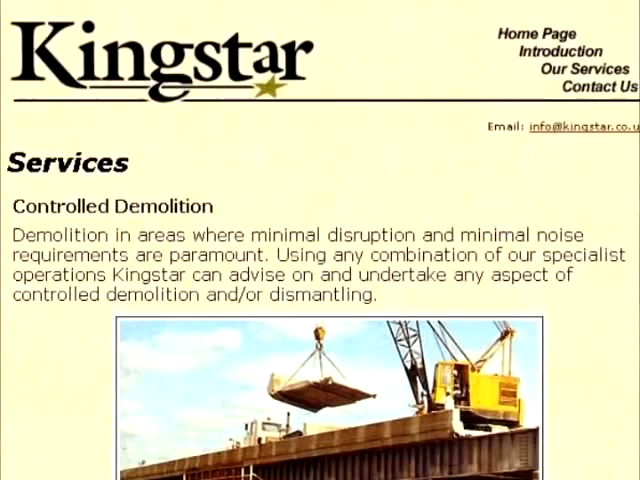 Kingstar
Home Page
Introduction
Our Services
Contact Us
Email: info@kingstar.co.u
Services
Controlled Demolition
Demolition in areas where minimal disruption and minimal noise
requirements are paramount. Using any combination of our specialist
operations Kingstar can advise on and undertake any aspect of
controlled demolition and/or dismantling.